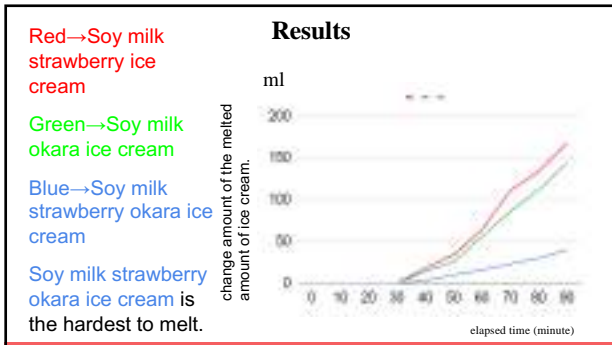 Results
Red→Soy milk
strawberry ice
cream
Green→Soy milk
okara ice cream
Blue→Soy milk
strawberry okara ice
cream
Soy milk strawberry
okara ice cream is
the hardest to melt.
ml
change amount of the melted
amount of ice cream.
200
150
100
50
0
0 10 20 30 40 50 60 70 80 90
elapsed time (minute)